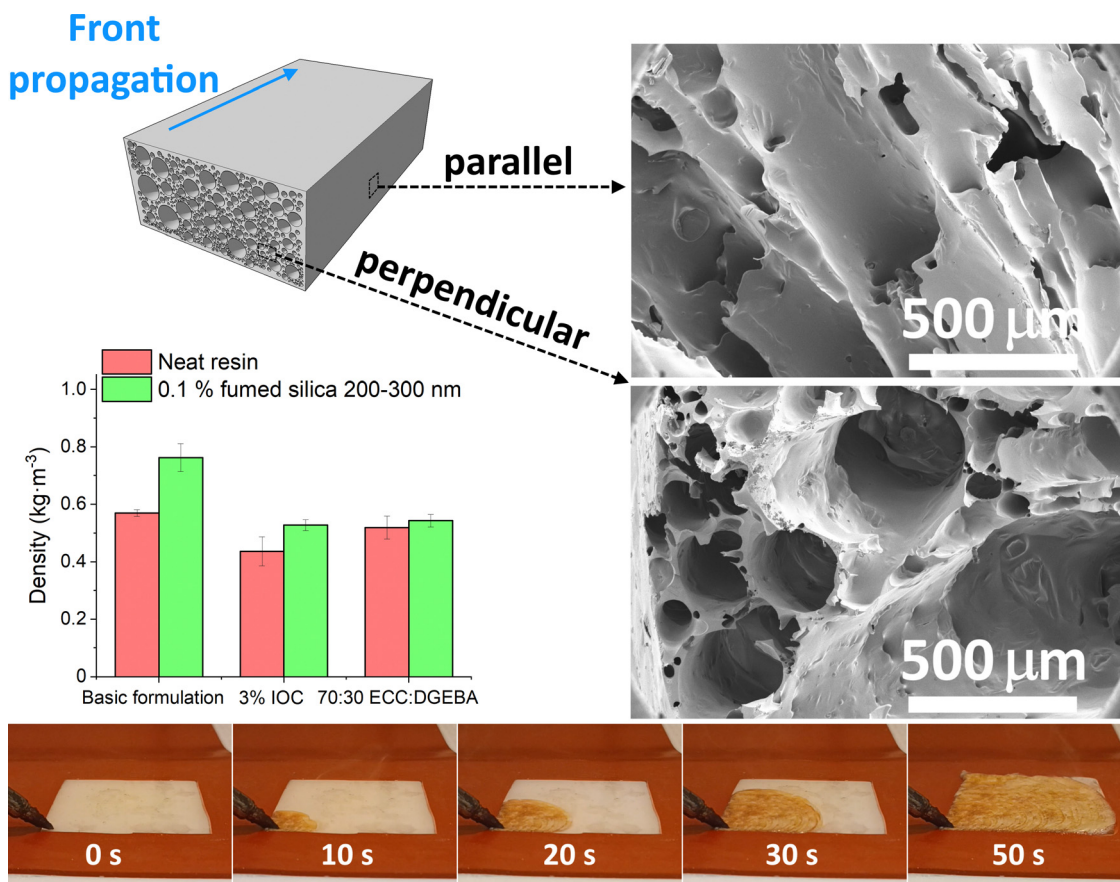 Front
propagation
parallel
perpendicular
500 µm
500 µm
Neat resin
0.1 % fumed silica 200-300 nm
Density (kg·m⁻³)
1.0
0.8
0.6
0.4
0.2
0
Basic formulation
3% IOC
70:30 ECC:DGEBA
0 s
10 s
20 s
30 s
50 s